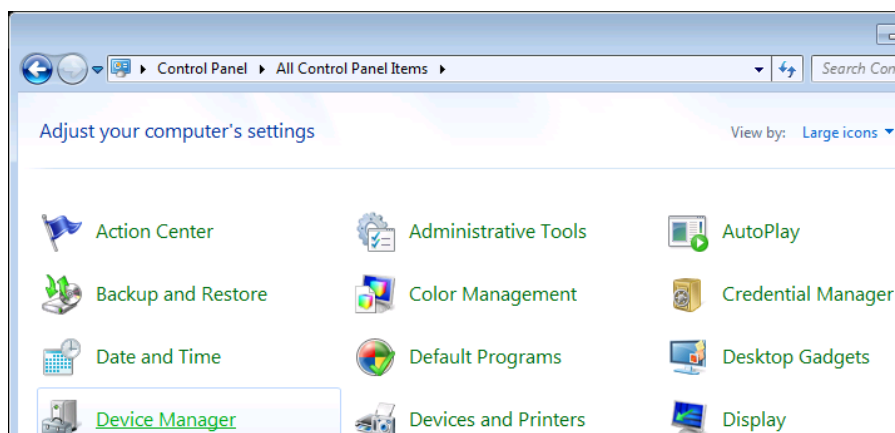 Control Panel All Control Panel Items Search Con
Adjust your computer's settings View by: Large icons
Action Center Administrative Tools AutoPlay
Backup and Restore Color Management Credential Manager
Date and Time Default Programs Desktop Gadgets
Device Manager Devices and Printers Display